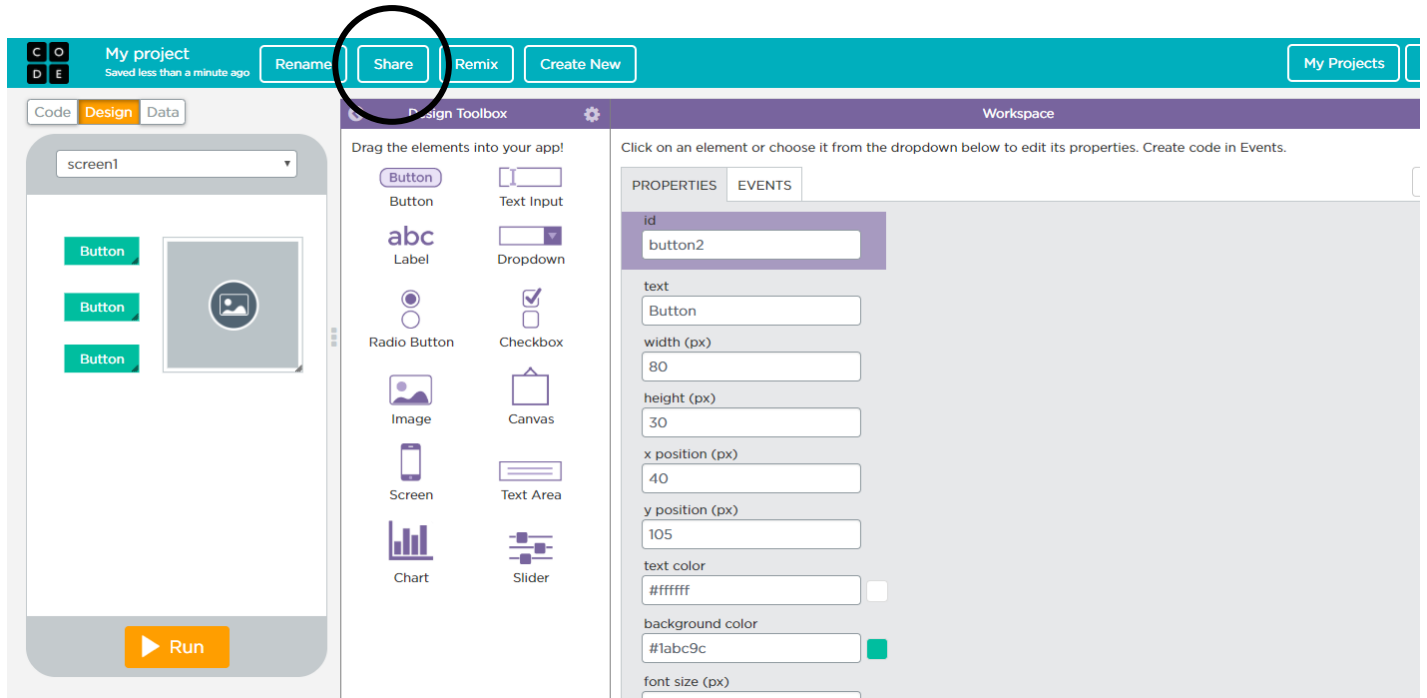 CO
DE
My project
Saved less than a minute ago
Rename
Share
Remix
Create New
My Projects
Code
Design
Data
Design Toolbox
Workspace
screen1
Drag the elements into your app!
Click on an element or choose it from the dropdown below to edit its properties. Create code in Events.
PROPERTIES
EVENTS
Button
Button
Text Input
abc
Label
Dropdown
Radio Button
Checkbox
Image
Canvas
Screen
Text Area
Chart
Slider
Button
Button
Button
Run
id
button2
text
Button
width (px)
80
height (px)
30
x position (px)
40
y position (px)
105
text color
#ffffff
background color
#1abc9c
font size (px)